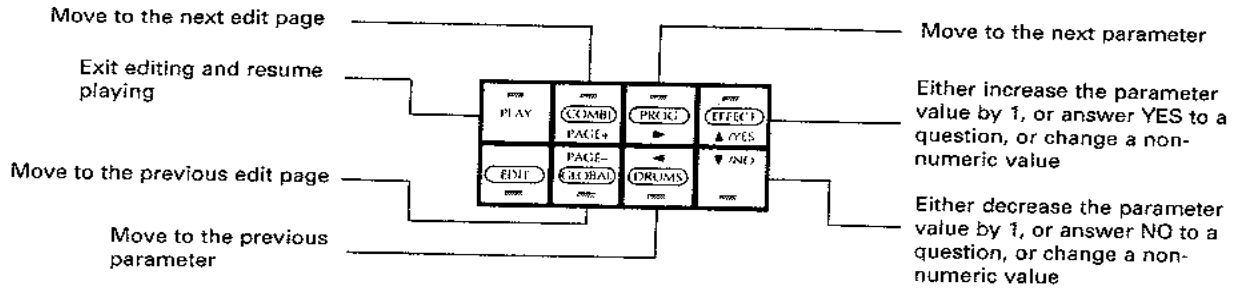 Move to the next edit page
Exit editing and resume
playing
Move to the previous edit page
Move to the previous
parameter
PLAY
COMBI
PAGE+
PROG
►
EFFECT
▲/YES
EDIT
PAGE–
GLOBAL
◄
DRUMS
▼/NO
Move to the next parameter
Either increase the parameter
value by 1, or answer YES to a
question, or change a non-
numeric value
Either decrease the parameter
value by 1, or answer NO to a
question, or change a non-
numeric value